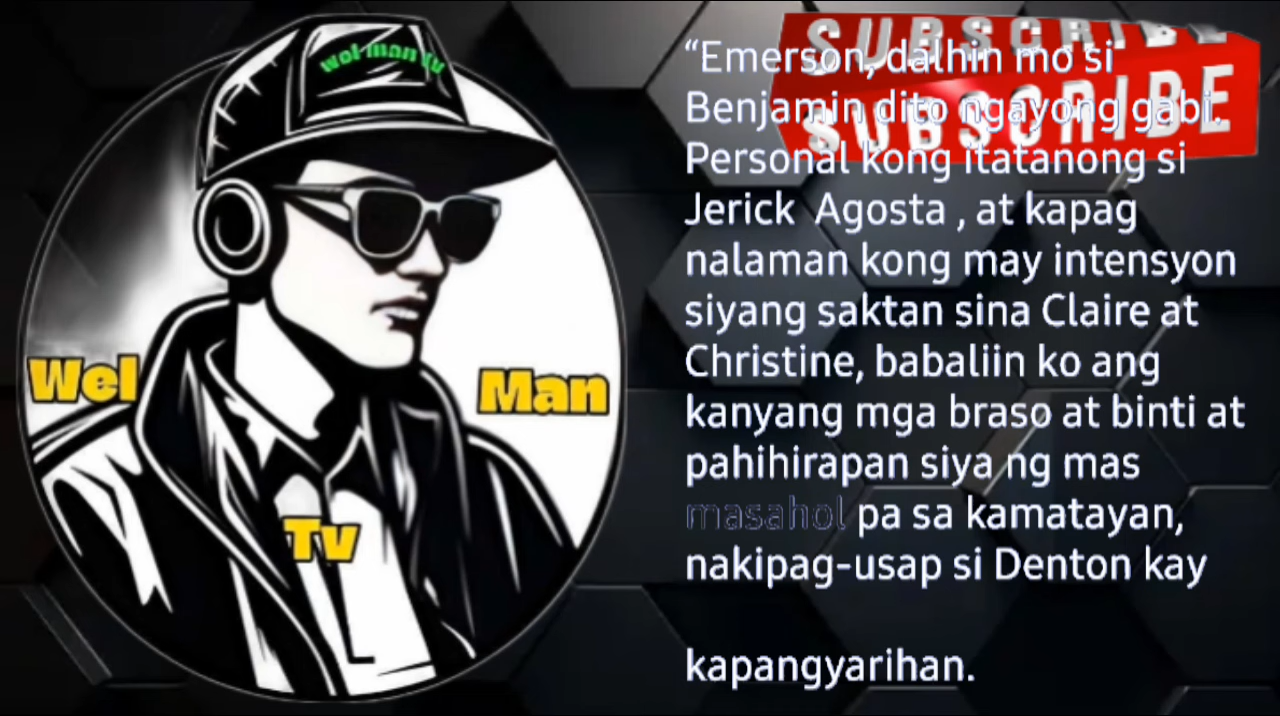 wel man tv
Wel
Man
Tv
SUBSCRIBE
SUBSCRIBE
“Emerson, dalhin mo si
Benjamin dito ngayong gabi.
Personal kong itatanong si
Jerick Agosta , at kapag
nalaman kong may intensyon
siyang saktan sina Claire at
Christine, babaliin ko ang
kanyang mga braso at binti at
pahihirapan siya ng mas
masahol pa sa kamatayan,
nakipag-usap si Denton kay
kapangyarihan.